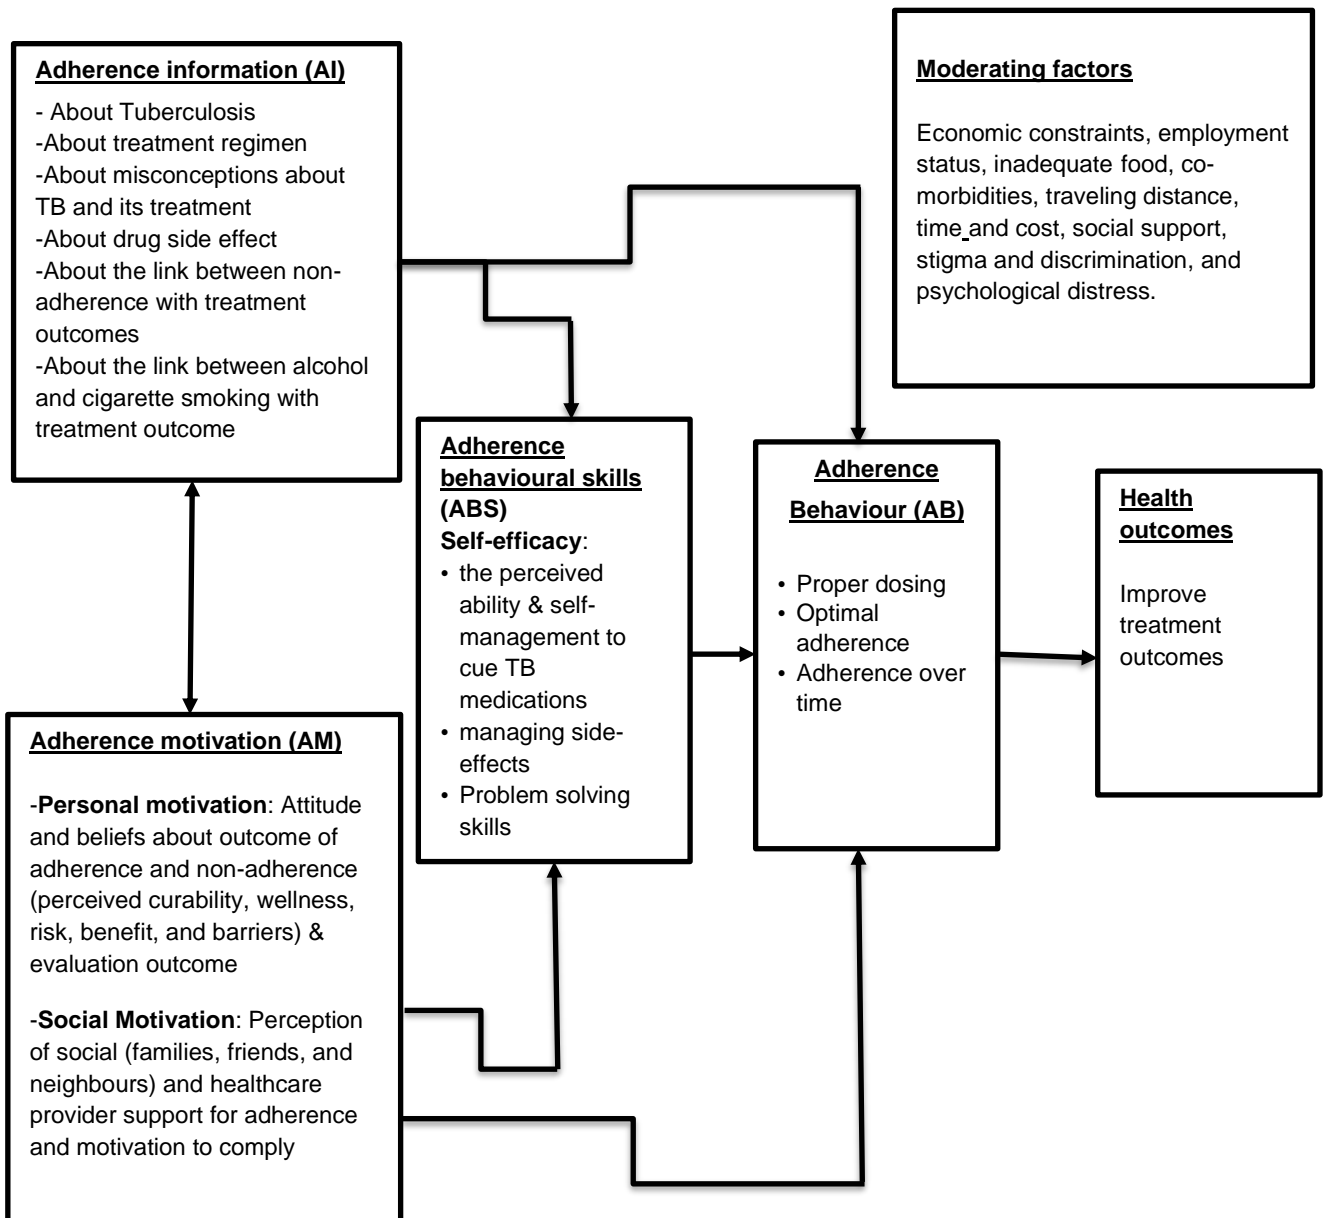 Adherence information (AI)
- About Tuberculosis
-About treatment regimen
-About misconceptions about
TB and its treatment
-About drug side effect
-About the link between non-
adherence with treatment
outcomes
-About the link between alcohol
and cigarette smoking with
treatment outcome
Moderating factors
Economic constraints, employment
status, inadequate food, co-
morbidities, traveling distance,
time and cost, social support,
stigma and discrimination, and
psychological distress.
Adherence
behavioural skills
(ABS)
Self-efficacy:
• the perceived
ability & self-
management to
cue TB
medications
• managing side-
effects
• Problem solving
skills
Adherence
Behaviour (AB)
• Proper dosing
• Optimal
adherence
• Adherence over
time
Health
outcomes
Improve
treatment
outcomes
Adherence motivation (AM)
-Personal motivation: Attitude
and beliefs about outcome of
adherence and non-adherence
(perceived curability, wellness,
risk, benefit, and barriers) &
evaluation outcome
-Social Motivation: Perception
of social (families, friends, and
neighbours) and healthcare
provider support for adherence
and motivation to comply